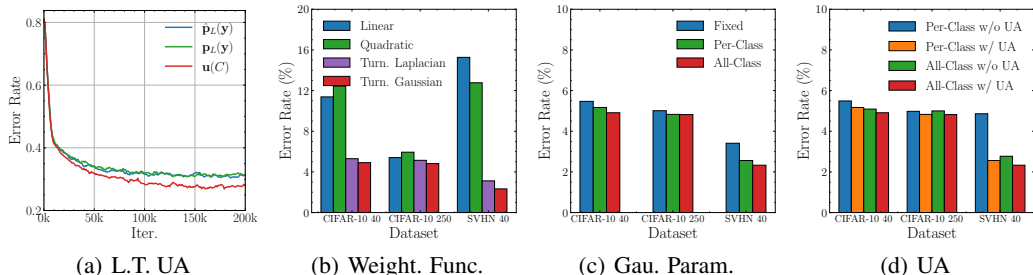 0.8
0.6
0.4
0.2
0k
50k
100k
150k
200k
Error Rate
Iter.
p̂_L(y)
p_L(y)
u(C)
(a) L.T. UA
20
16
12
8
4
0
Error Rate (%)
Linear
Quadratic
Turn. Laplacian
Turn. Gaussian
CIFAR-10 40
CIFAR-10 250
SVHN 40
Dataset
(b) Weight. Func.
10
8
6
4
2
0
Error Rate (%)
Fixed
Per-Class
All-Class
CIFAR-10 40
CIFAR-10 250
SVHN 40
Dataset
(c) Gau. Param.
10
8
6
4
2
0
Error Rate (%)
Per-Class w/o UA
Per-Class w/ UA
All-Class w/o UA
All-Class w/ UA
CIFAR-10 40
CIFAR-10 250
SVHN 40
Dataset
(d) UA